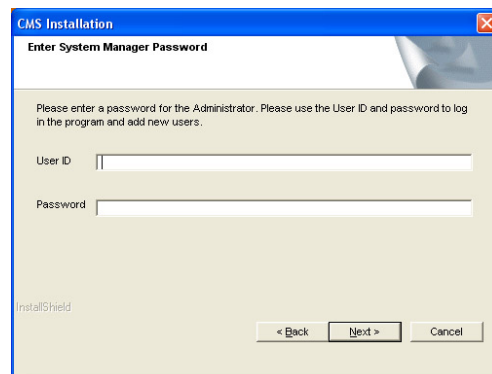 CMS Installation
Enter System Manager Password
Please enter a password for the Administrator. Please use the User ID and password to log
in the program and add new users.
User ID
Password
InstallShield
< Back Next > Cancel